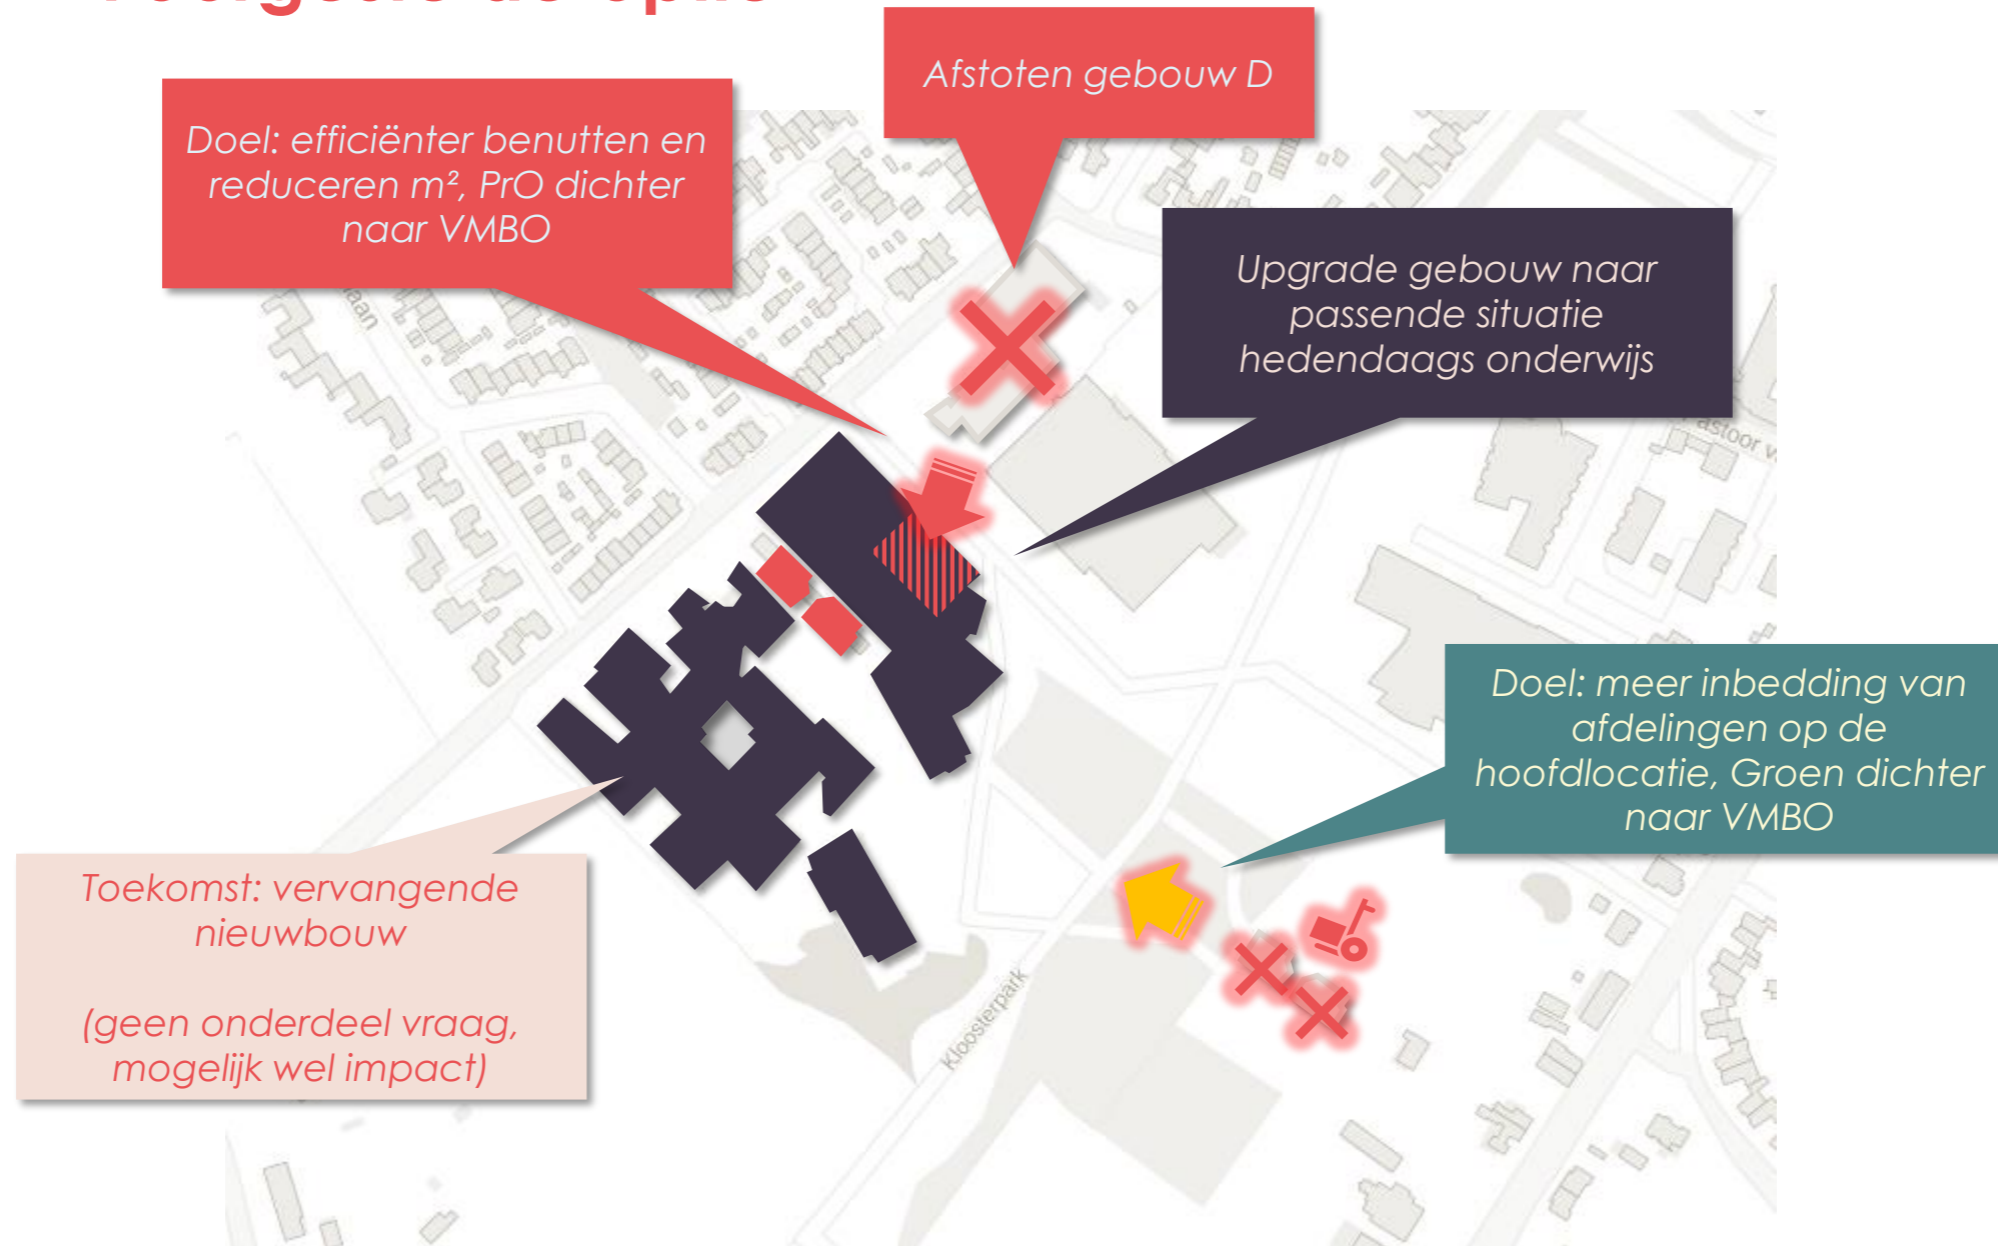 Afstoten gebouw D
Doel: efficiënter benutten en
reduceren m², PrO dichter
naar VMBO
Upgrade gebouw naar
passende situatie
hedendaags onderwijs
Doel: meer inbedding van
afdelingen op de
hoofdlocatie, Groen dichter
naar VMBO
Toekomst: vervangende
nieuwbouw
(geen onderdeel vraag,
mogelijk wel impact)
Kloosterpark